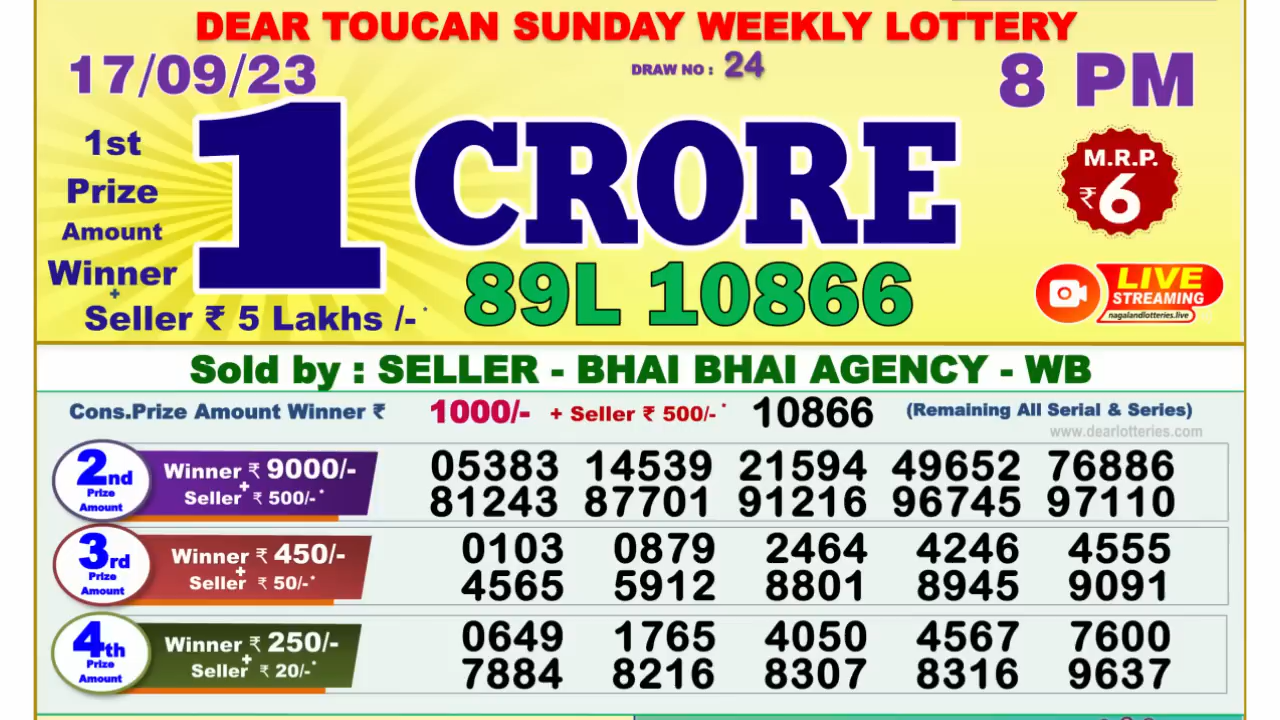 DEAR TOUCAN SUNDAY WEEKLY LOTTERY
17/09/23
DRAW NO : 24
8 PM
1st
Prize
Amount
Winner
+
Seller ₹ 5 Lakhs /-*
1 CRORE
89L 10866
M.R.P.
₹6
LIVE
STREAMING
nagalandlotteries.live
Sold by : SELLER - BHAI BHAI AGENCY - WB
Cons.Prize Amount Winner ₹ 1000/- + Seller ₹ 500/-* 10866 (Remaining All Serial & Series)
www.dearlotteries.com
2nd
Prize
Amount
Winner ₹ 9000/-
+
Seller ₹ 500/-*
05383 14539 21594 49652 76886
81243 87701 91216 96745 97110
3rd
Prize
Amount
Winner ₹ 450/-
+
Seller ₹ 50/-*
0103 0879 2464 4246 4555
4565 5912 8801 8945 9091
4th
Prize
Amount
Winner ₹ 250/-
+
Seller ₹ 20/-*
0649 1765 4050 4567 7600
7884 8216 8307 8316 9637